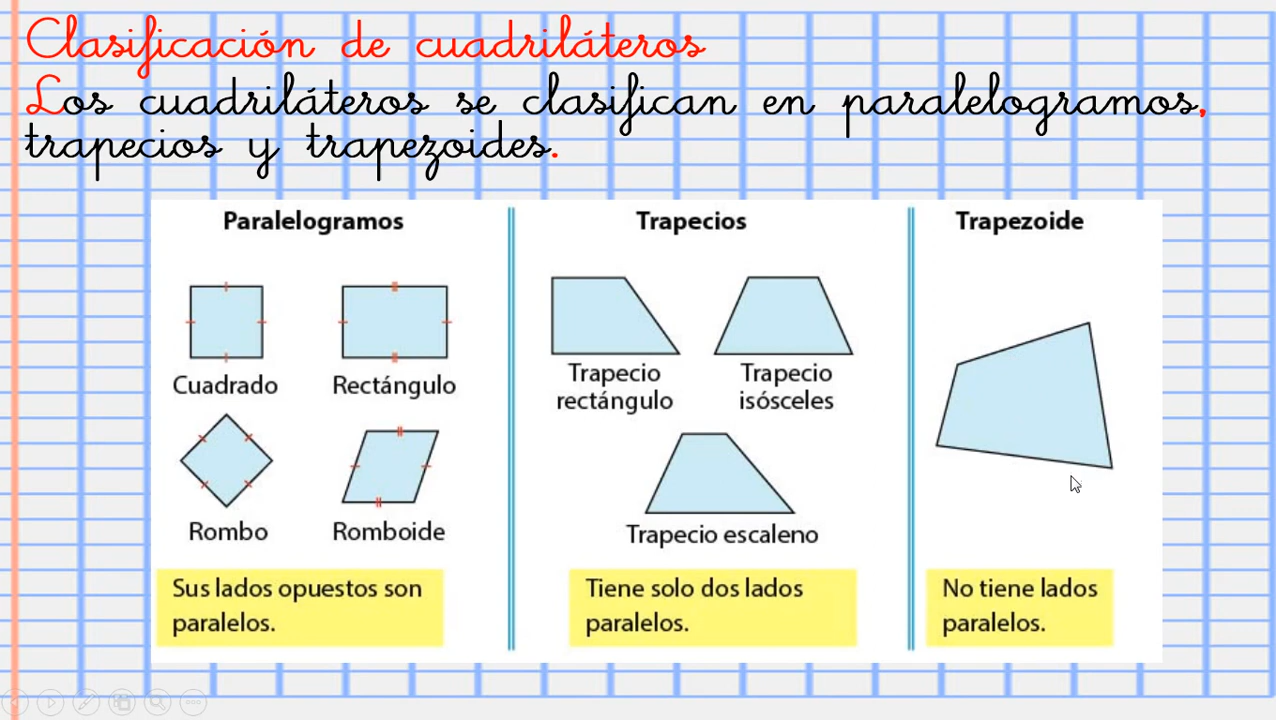 Clasificación de cuadriláteros
Los cuadriláteros se clasifican en paralelogramos,
trapecios y trapezoides.
Paralelogramos
Cuadrado
Rectángulo
Rombo
Romboide
Sus lados opuestos son
paralelos.
Trapecios
Trapecio
rectángulo
Trapecio
isósceles
Trapecio escaleno
Tiene solo dos lados
paralelos.
Trapezoide
No tiene lados
paralelos.